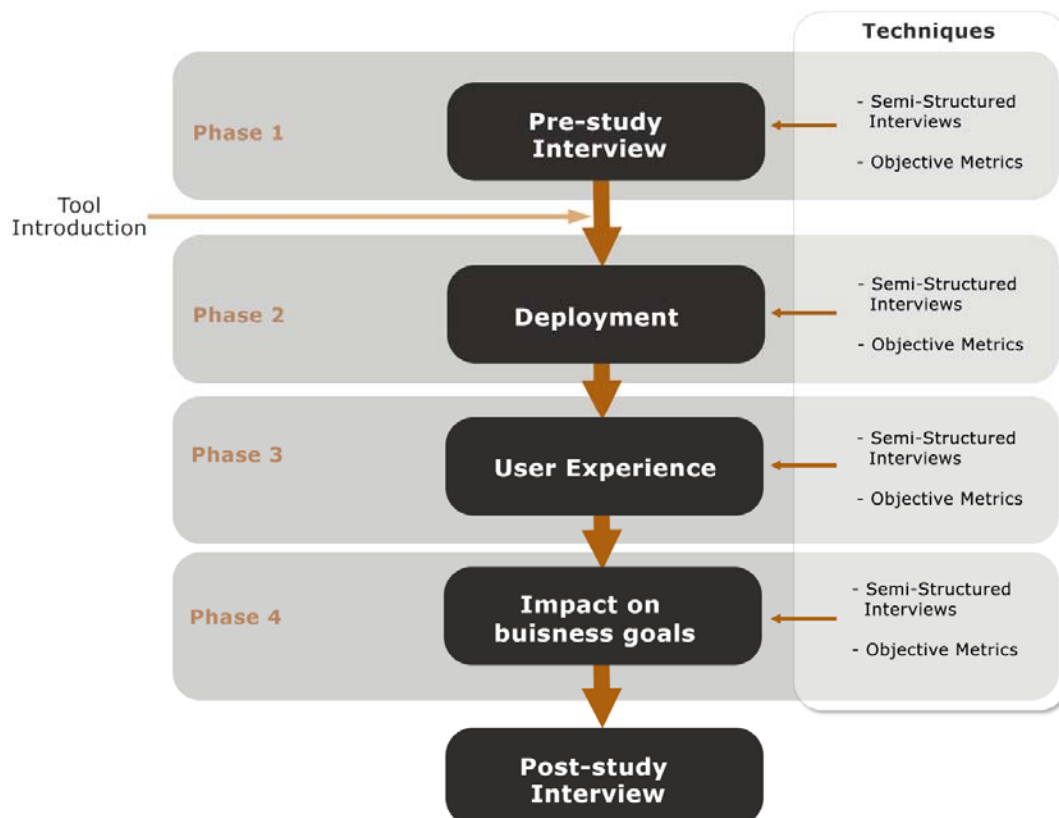 Techniques
Phase 1
Pre-study
Interview
- Semi-Structured
Interviews
- Objective Metrics
Tool
Introduction
Phase 2
Deployment
- Semi-Structured
Interviews
- Objective Metrics
Phase 3
User Experience
- Semi-Structured
Interviews
- Objective Metrics
Phase 4
Impact on
buisness goals
- Semi-Structured
Interviews
- Objective Metrics
Post-study
Interview